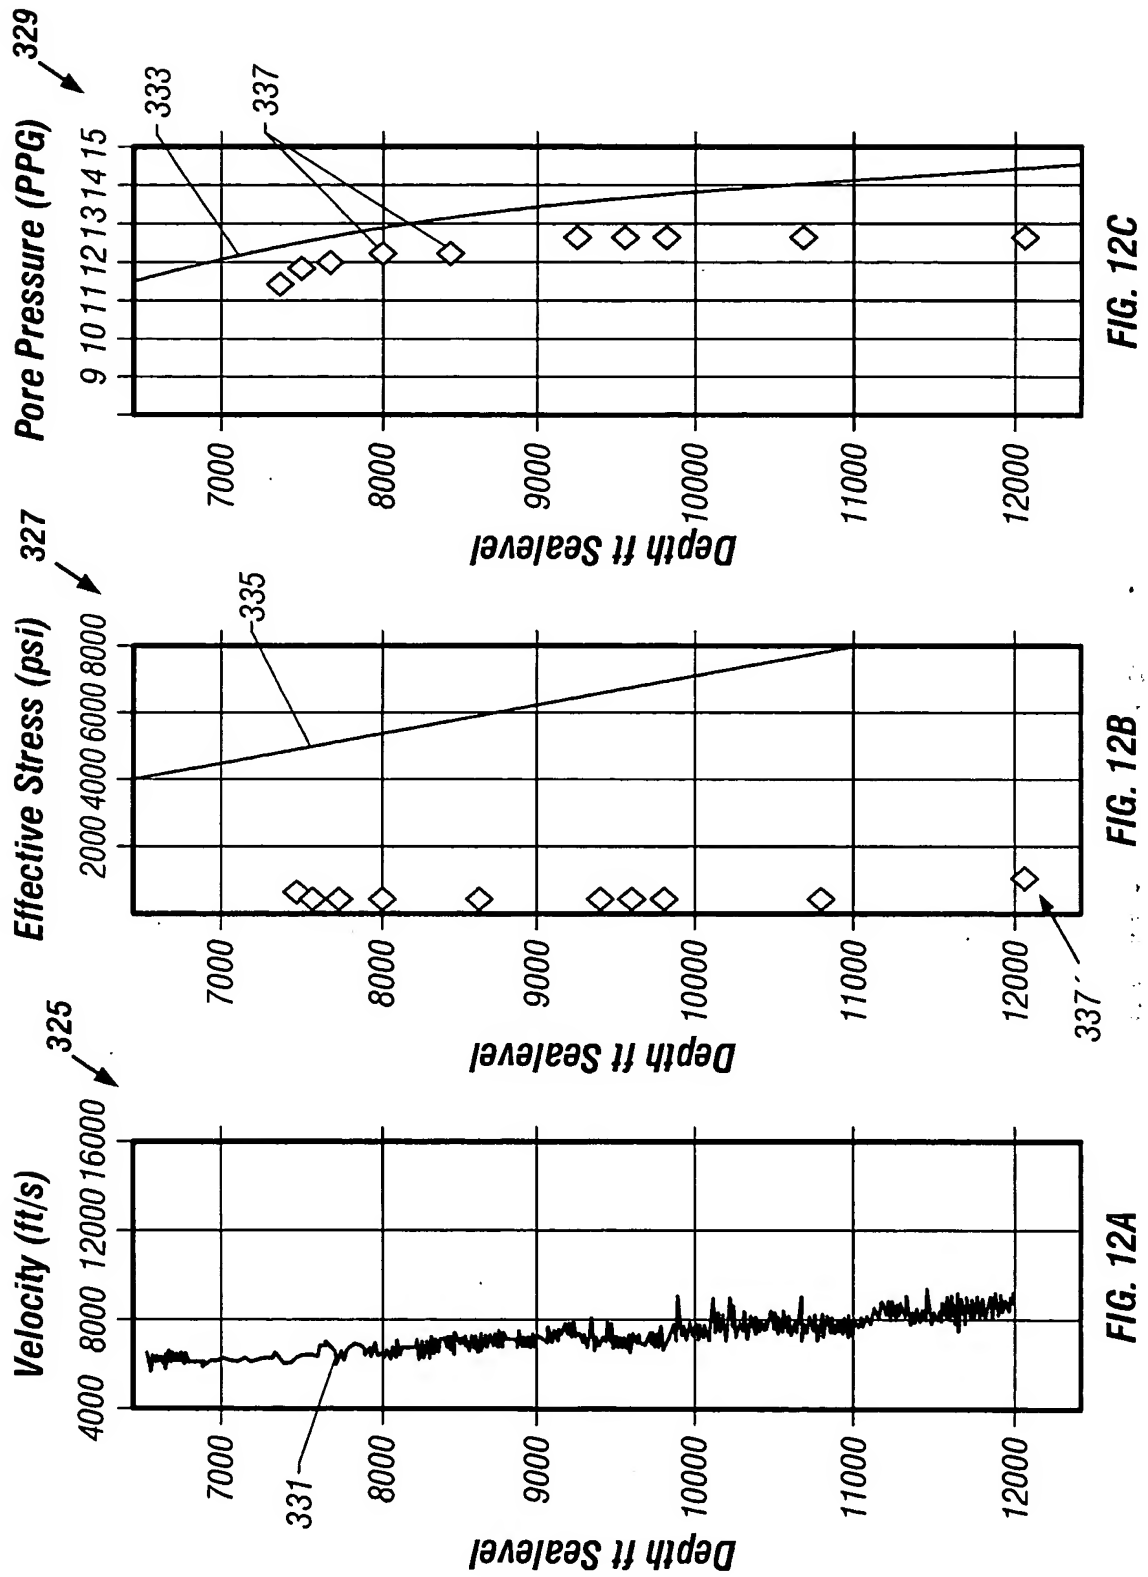 325
Velocity (ft/s)
4000 8000 12000 16000
Depth ft Sealevel
7000
8000
9000
10000
11000
12000
331
FIG. 12A
327
Effective Stress (psi)
2000 4000 6000 8000
Depth ft Sealevel
7000
8000
9000
10000
11000
12000
335
337´
FIG. 12B
329
Pore Pressure (PPG)
9 10 11 12 13 14 15
Depth ft Sealevel
7000
8000
9000
10000
11000
12000
333
337
FIG. 12C